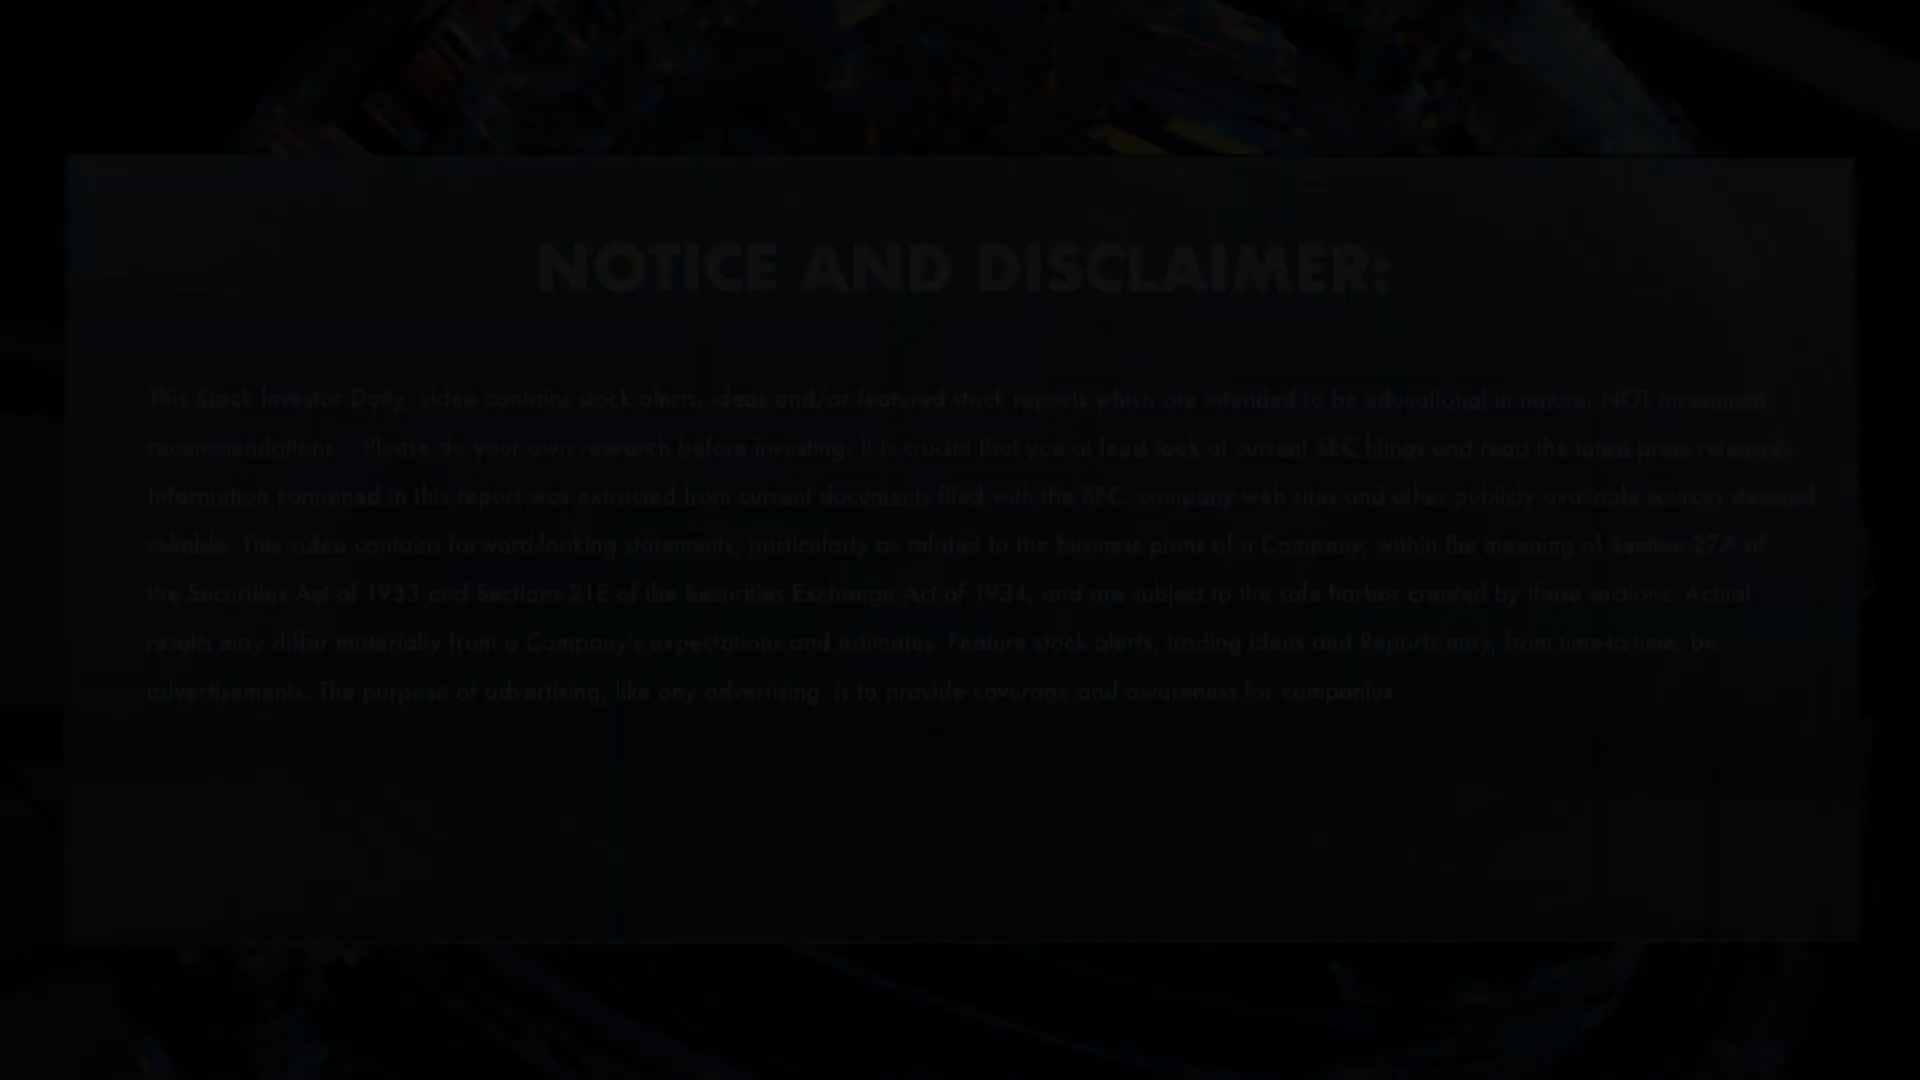 NOTICE AND DISCLAIMER:
This Stock Investor Daily, video contains stock alerts, ideas and/or featured stock reports which are intended to be educational in nature, NOT investment
recommendations. Please do your own research before investing. It is crucial that you at least look at current SEC filings and read the latest press releases.
Information contained in this report was extracted from current documents filed with the SEC, company web sites and other publicly available sources deemed
reliable. This video contains forward-looking statements, particularly as related to the business plans of a Company, within the meaning of Section 27A of
the Securities Act of 1933 and Sections 21E of the Securities Exchange Act of 1934, and are subject to the safe harbor created by these sections. Actual
results may differ materially from a Company's expectations and estimates. Feature stock alerts, trading ideas and Reports may, from time-to-time, be
advertisements. The purpose of advertising, like any advertising, is to provide coverage and awareness for companies